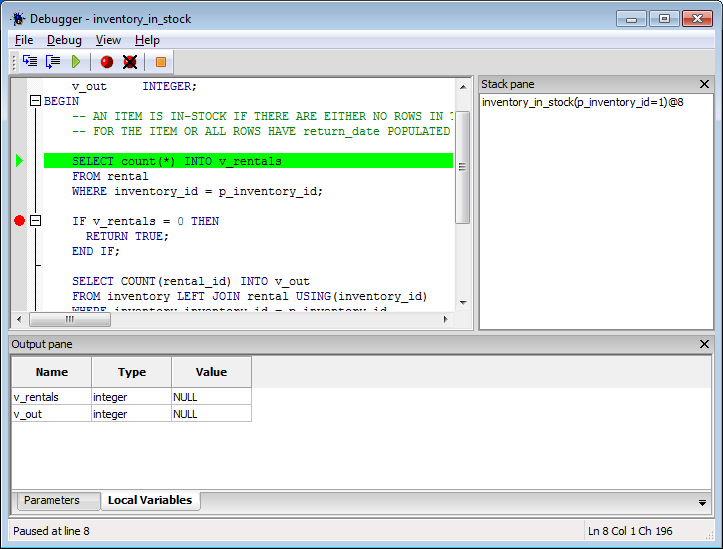 Debugger - inventory_in_stock
File Debug View Help
v_out INTEGER;
BEGIN
-- AN ITEM IS IN-STOCK IF THERE ARE EITHER NO ROWS IN
-- FOR THE ITEM OR ALL ROWS HAVE return_date POPULATED
SELECT count(*) INTO v_rentals
FROM rental
WHERE inventory_id = p_inventory_id;
IF v_rentals = 0 THEN
RETURN TRUE;
END IF;
SELECT COUNT(rental_id) INTO v_out
FROM inventory LEFT JOIN rental USING(inventory_id)
WHERE inventory.inventory_id = p_inventory_id
Stack pane
inventory_in_stock(p_inventory_id=1)@8
Output pane
Name Type Value
v_rentals integer NULL
v_out integer NULL
Parameters Local Variables
Paused at line 8
Ln 8 Col 1 Ch 196